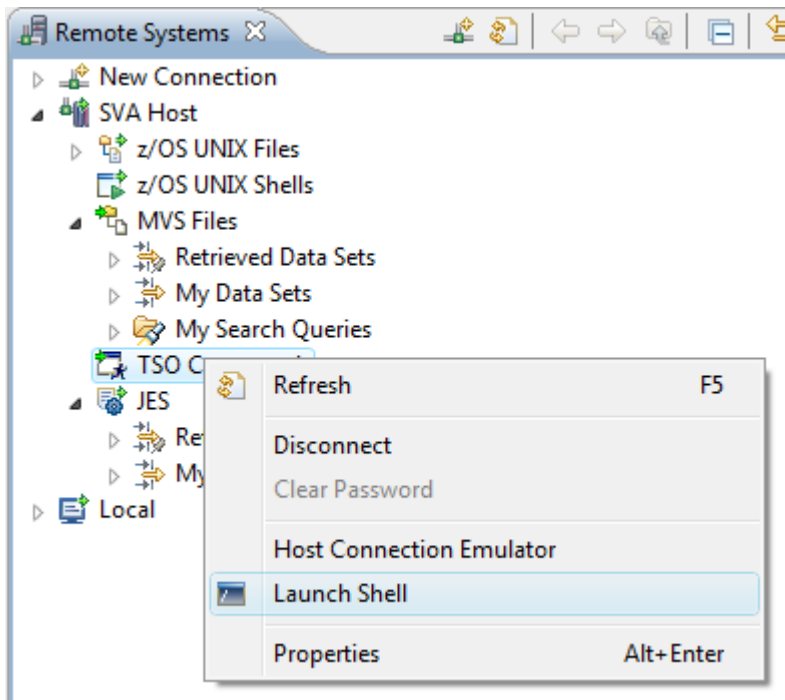 Remote Systems
New Connection
SVA Host
z/OS UNIX Files
z/OS UNIX Shells
MVS Files
Retrieved Data Sets
My Data Sets
My Search Queries
TSO
Refresh F5
JES
Disconnect
My
Clear Password
Local
Host Connection Emulator
Launch Shell
Properties Alt+Enter